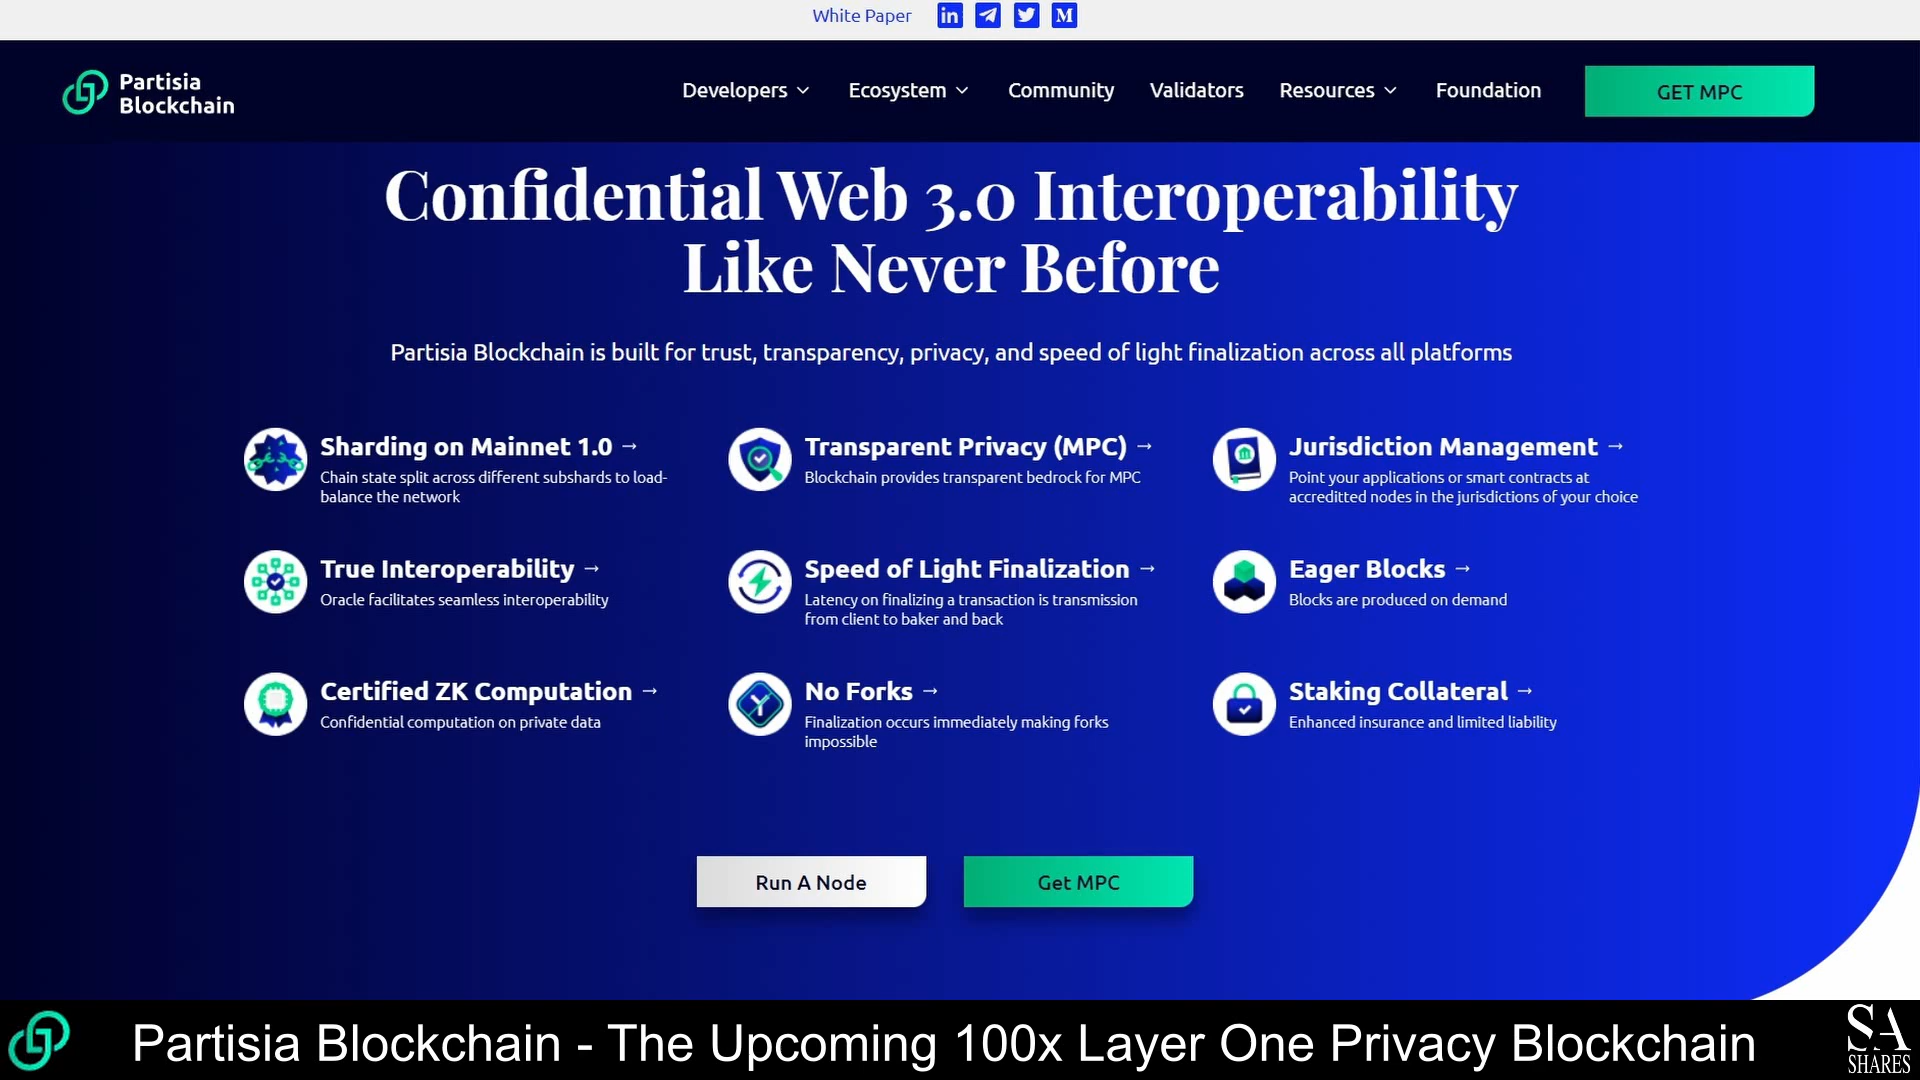 White Paper
in
M
Partisia
Blockchain
Developers
Ecosystem
Community
Validators
Resources
Foundation
GET MPC
Confidential Web 3.0 Interoperability
Like Never Before
Partisia Blockchain is built for trust, transparency, privacy, and speed of light finalization across all platforms
Sharding on Mainnet 1.0 →
Chain state split across different subshards to load-
balance the network
Transparent Privacy (MPC) →
Blockchain provides transparent bedrock for MPC
Jurisdiction Management →
Point your applications or smart contracts at
accreditted nodes in the jurisdictions of your choice
True Interoperability →
Oracle facilitates seamless interoperability
Speed of Light Finalization →
Latency on finalizing a transaction is transmission
from client to baker and back
Eager Blocks →
Blocks are produced on demand
Certified ZK Computation →
Confidential computation on private data
No Forks →
Finalization occurs immediately making forks
impossible
Staking Collateral →
Enhanced insurance and limited liability
Run A Node
Get MPC
Partisia Blockchain - The Upcoming 100x Layer One Privacy Blockchain
SA
SHARES